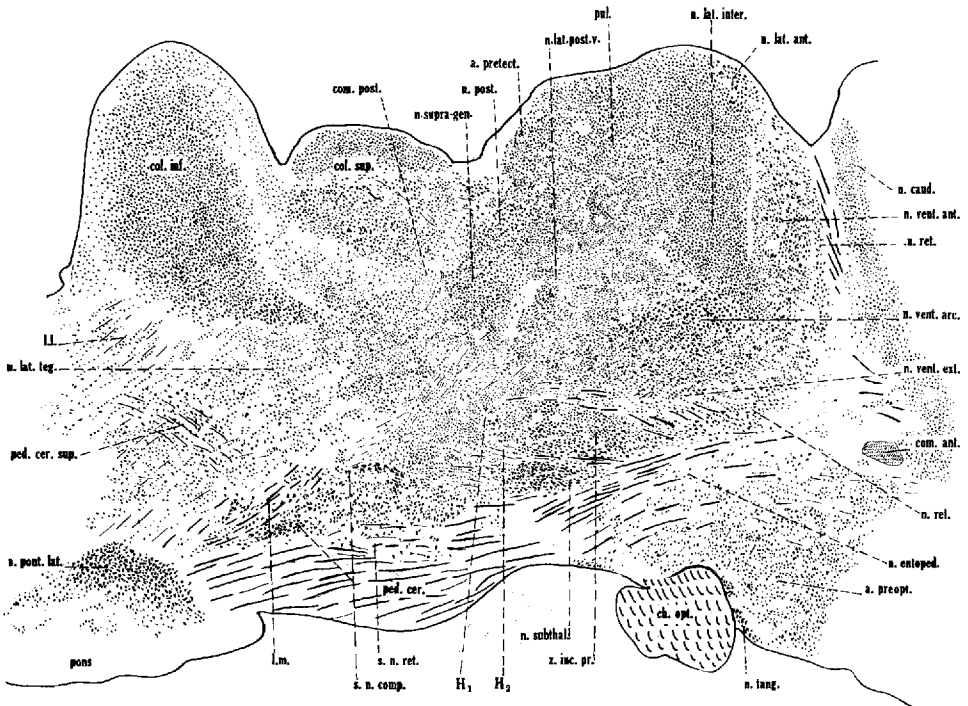 pul.
n. lat. inter.
n.lat.post.v.
n. lat. ant.
a. pretect.
com. post.
n. post.
n.supra-gen.
col. inf.
col. sup.
n. caud.
n. vent. ant.
n. ret.
n. vent. arc.
l.l.
n. lat. teg.
n. vent. ext.
ped. cer. sup.
com. ant.
n. ret.
n. pont. lat.
n. entoped.
ped. cer.
a. preopt.
ch. opt.
n. subthal.
pons
l.m.
s. n. ret.
z. inc. pr.
s. n. comp.
H1
H2
n. tang.